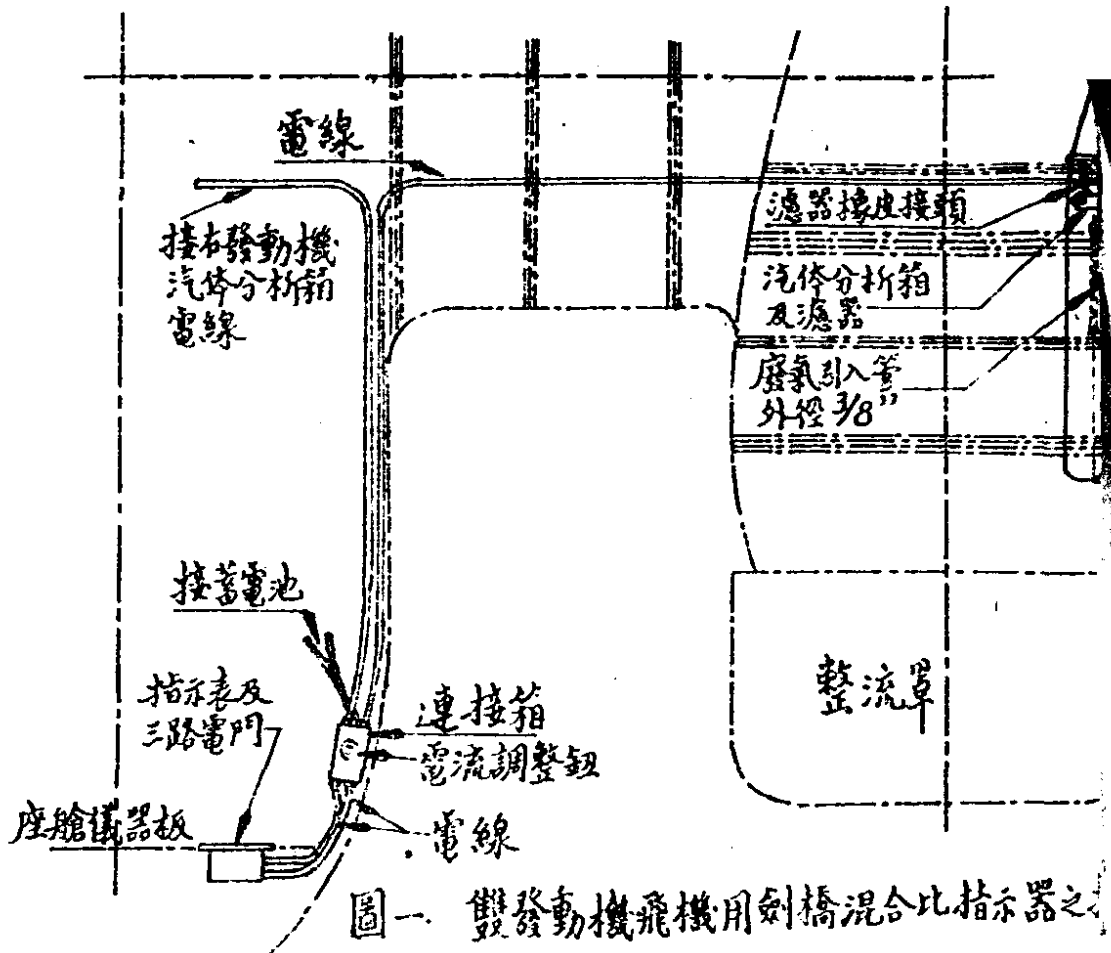 電線
接右發動機
汽体分析箱
電線
濾器橡皮接頭
汽体分析箱
及濾器
廢氣引入管
外徑 3/8"
接蓄電池
指示表及
三路電門
連接箱
電流調整鈕
座艙儀器板
電線
整流罩
圖一. 雙發動機飛機用劍橋混合比指示器之